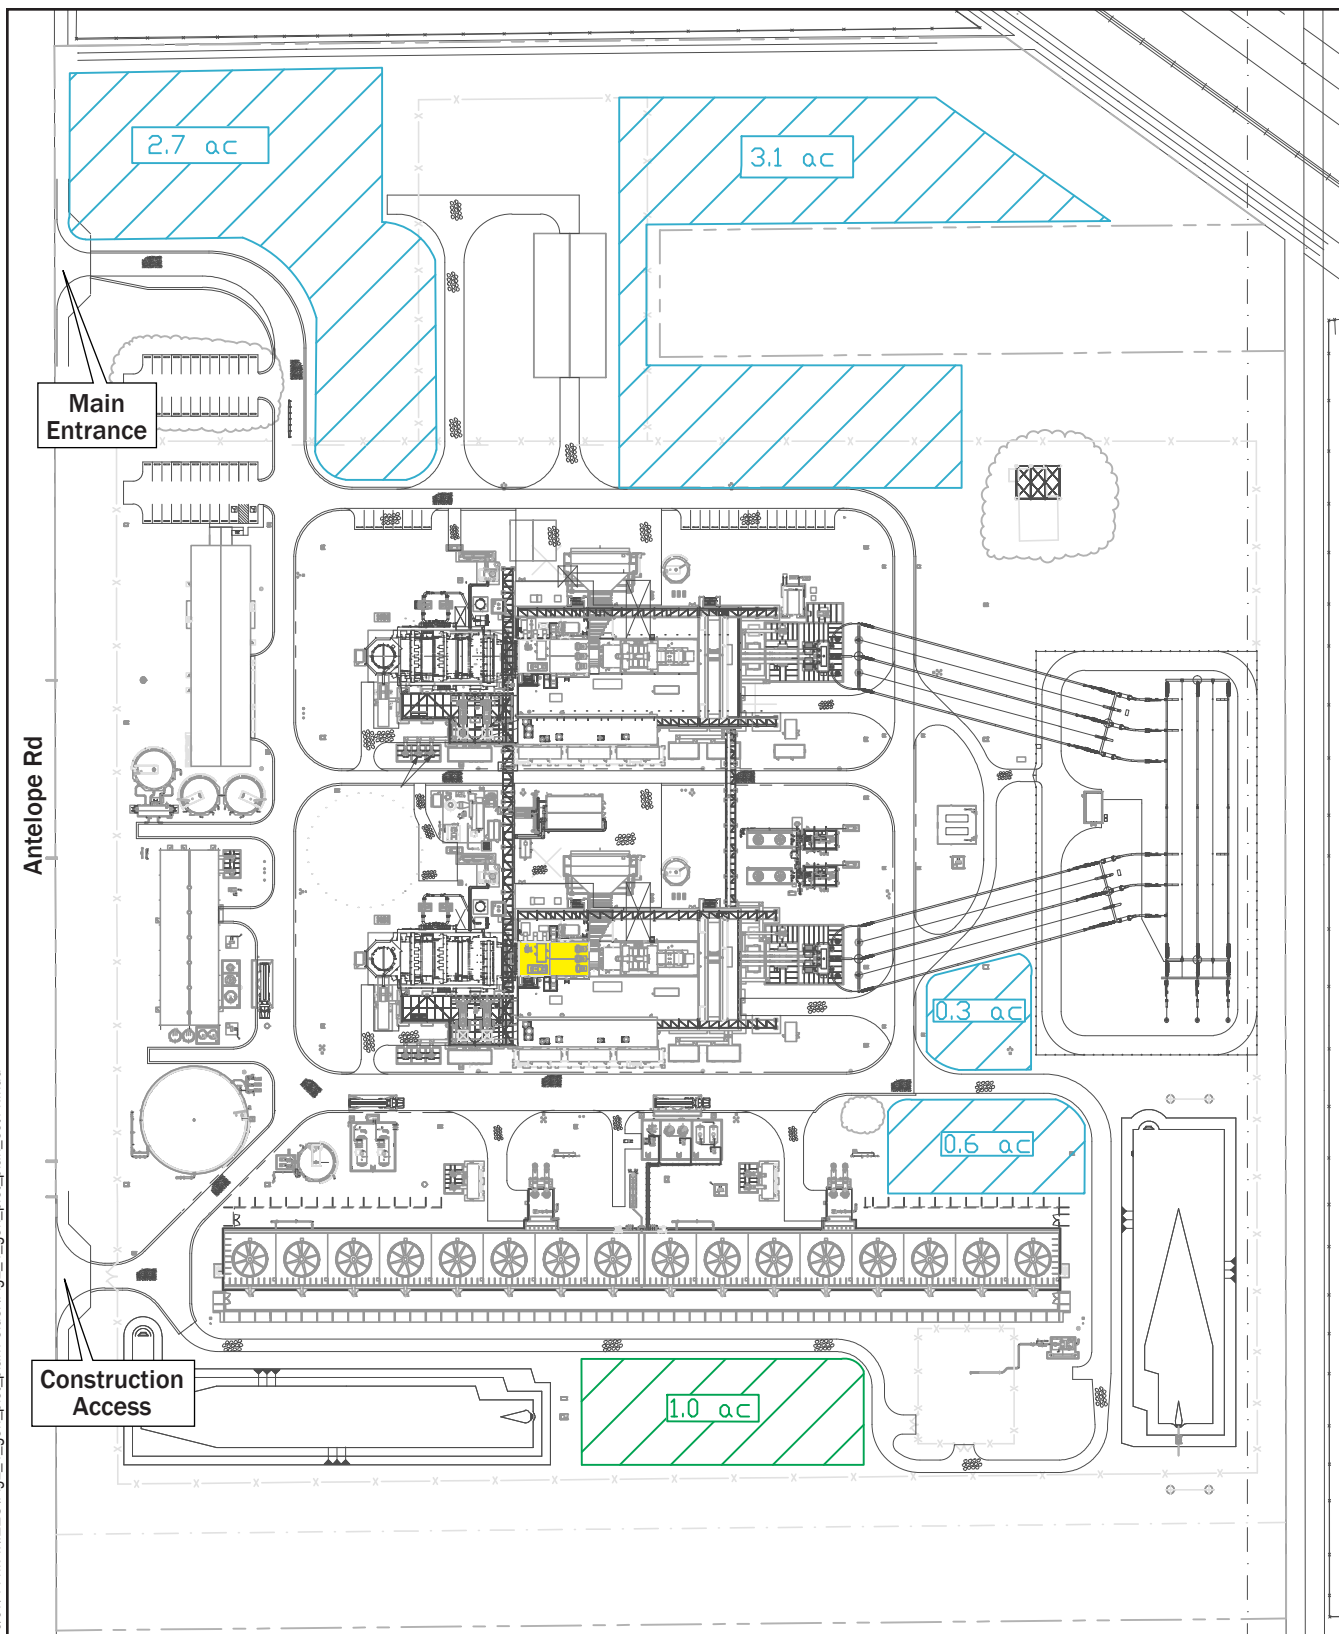 2.7 ac
3.1 ac
Main
Entrance
Antelope Rd
0.3 ac
0.6 ac
Construction
Access
1.0 ac